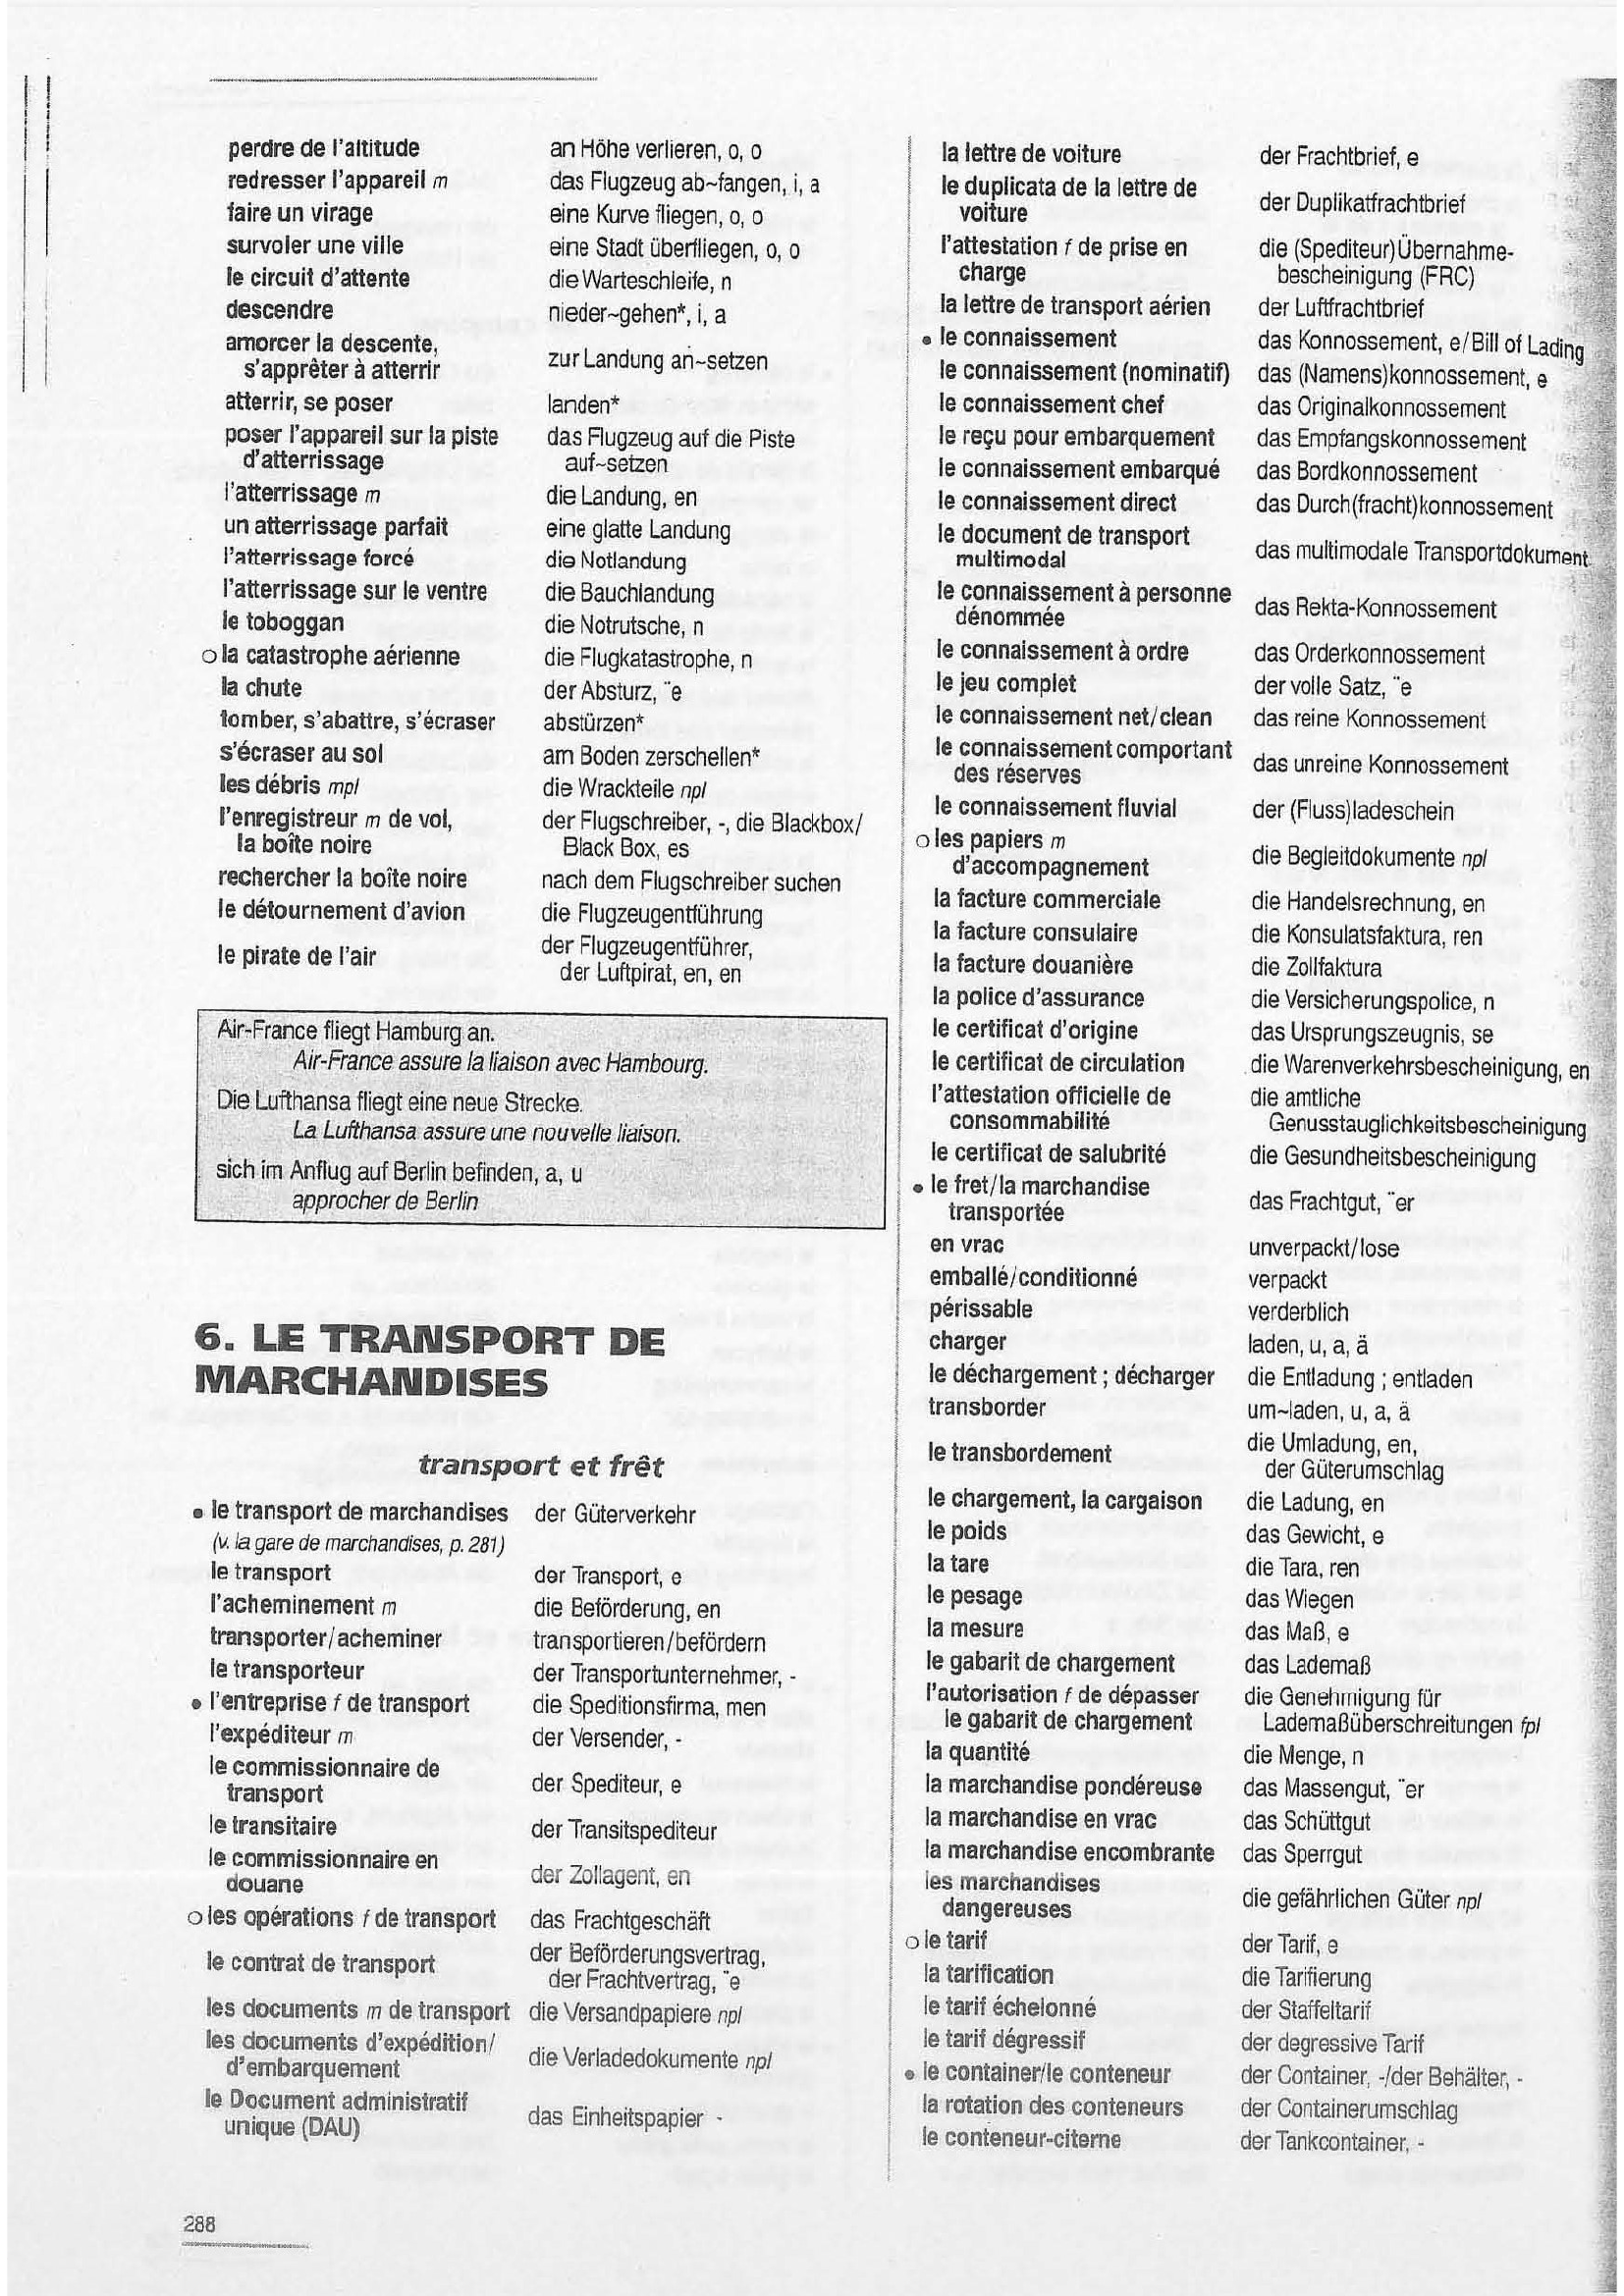 perdre de l'altitude an Höhe verlieren, o, o
redresser l'appareil m das Flugzeug ab~fangen, i, a
faire un virage eine Kurve fliegen, o, o
survoler une ville eine Stadt überfliegen, o, o
le circuit d'attente die Warteschleife, n
descendre nieder~gehen*, i, a
amorcer la descente,
s'apprêter à atterrir zur Landung an~setzen
atterrir, se poser landen*
poser l'appareil sur la piste das Flugzeug auf die Piste
d'atterrissage auf~setzen
l'atterrissage m die Landung, en
un atterrissage parfait eine glatte Landung
l'atterrissage forcé die Notlandung
l'atterrissage sur le ventre die Bauchlandung
le toboggan die Notrutsche, n
○ la catastrophe aérienne die Flugkatastrophe, n
la chute der Absturz, ¨e
tomber, s'abattre, s'écraser abstürzen*
s'écraser au sol am Boden zerschellen*
les débris mpl die Wrackteile npl
l'enregistreur m de vol, der Flugschreiber, -, die Blackbox/
la boîte noire Black Box, es
rechercher la boîte noire nach dem Flugschreiber suchen
le détournement d'avion die Flugzeugentführung
le pirate de l'air der Flugzeugentführer,
der Luftpirat, en, en
Air-France fliegt Hamburg an.
Air-France assure la liaison avec Hambourg.
Die Lufthansa fliegt eine neue Strecke.
La Lufthansa assure une nouvelle liaison.
sich im Anflug auf Berlin befinden, a, u
approcher de Berlin
6. LE TRANSPORT DE
MARCHANDISES
transport et frêt
• le transport de marchandises der Güterverkehr
(v. la gare de marchandises, p. 281)
le transport der Transport, e
l'acheminement m die Beförderung, en
transporter/acheminer transportieren/befördern
le transporteur der Transportunternehmer, -
• l'entreprise f de transport die Speditionsfirma, men
l'expéditeur m der Versender, -
le commissionnaire de
transport der Spediteur, e
le transitaire der Transitspediteur
le commissionnaire en
douane der Zollagent, en
○ les opérations f de transport das Frachtgeschäft
le contrat de transport der Beförderungsvertrag,
der Frachtvertrag, ¨e
les documents m de transport die Versandpapiere npl
les documents d'expédition/
d'embarquement die Verladedokumente npl
le Document administratif
unique (DAU) das Einheitspapier -
288
la lettre de voiture der Frachtbrief, e
le duplicata de la lettre de
voiture der Duplikatfrachtbrief
l'attestation f de prise en die (Spediteur)Übernahme-
charge bescheinigung (FRC)
la lettre de transport aérien der Luftfrachtbrief
• le connaissement das Konnossement, e/Bill of Lading
le connaissement (nominatif) das (Namens)konnossement, e
le connaissement chef das Originalkonnossement
le reçu pour embarquement das Empfangskonnossement
le connaissement embarqué das Bordkonnossement
le connaissement direct das Durch(fracht)konnossement
le document de transport
multimodal das multimodale Transportdokument
le connaissement à personne
dénommée das Rekta-Konnossement
le connaissement à ordre das Orderkonnossement
le jeu complet der volle Satz, ¨e
le connaissement net/clean das reine Konnossement
le connaissement comportant
des réserves das unreine Konnossement
le connaissement fluvial der (Fluss)ladeschein
○ les papiers m
d'accompagnement die Begleitdokumente npl
la facture commerciale die Handelsrechnung, en
la facture consulaire die Konsulatsfaktura, ren
la facture douanière die Zollfaktura
la police d'assurance die Versicherungspolice, n
le certificat d'origine das Ursprungszeugnis, se
le certificat de circulation die Warenverkehrsbescheinigung, en
l'attestation officielle de die amtliche
consommabilité Genusstauglichkeitsbescheinigung
le certificat de salubrité die Gesundheitsbescheinigung
• le fret/la marchandise
transportée das Frachtgut, ¨er
en vrac unverpackt/lose
emballé/conditionné verpackt
périssable verderblich
charger laden, u, a, ä
le déchargement ; décharger die Entladung ; entladen
transborder um~laden, u, a, ä
le transbordement die Umladung, en,
der Güterumschlag
le chargement, la cargaison die Ladung, en
le poids das Gewicht, e
la tare die Tara, ren
le pesage das Wiegen
la mesure das Maß, e
le gabarit de chargement das Lademaß
l'autorisation f de dépasser die Genehmigung für
le gabarit de chargement Lademaßüberschreitungen fpl
la quantité die Menge, n
la marchandise pondéreuse das Massengut, ¨er
la marchandise en vrac das Schüttgut
la marchandise encombrante das Sperrgut
les marchandises
dangereuses die gefährlichen Güter npl
○ le tarif der Tarif, e
la tarification die Tarifierung
le tarif échelonné der Staffeltarif
le tarif dégressif der degressive Tarif
• le container/le conteneur der Container, -/der Behälter, -
la rotation des conteneurs der Containerumschlag
le conteneur-citerne der Tankcontainer, -